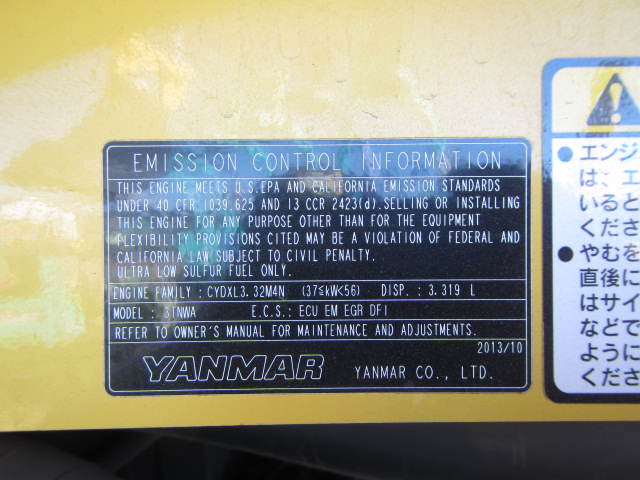 EMISSION CONTROL INFORMATION
THIS ENGINE MEETS U.S.EPA AND CALIFORNIA EMISSION STANDARDS
UNDER 40 CFR 1039.625 AND 13 CCR 2423(d).SELLING OR INSTALLING
THIS ENGINE FOR ANY PURPOSE OTHER THAN FOR THE EQUIPMENT
FLEXIBILITY PROVISIONS CITED MAY BE A VIOLATION OF FEDERAL AND
CALIFORNIA LAW SUBJECT TO CIVIL PENALTY.
ULTRA LOW SULFUR FUEL ONLY.
ENGINE FAMILY : CYDXL3.32M4N (37≦kW<56) DISP. : 3.319 L
MODEL : 3TNWA E.C.S.: ECU EM EGR DFI
REFER TO OWNER'S MANUAL FOR MAINTENANCE AND ADJUSTMENTS.
2013/10
YANMAR YANMAR CO., LTD.
● エンジ
は、エ
いると
くださ
● やむを
直後に
はサイ
などで
ように
くださ